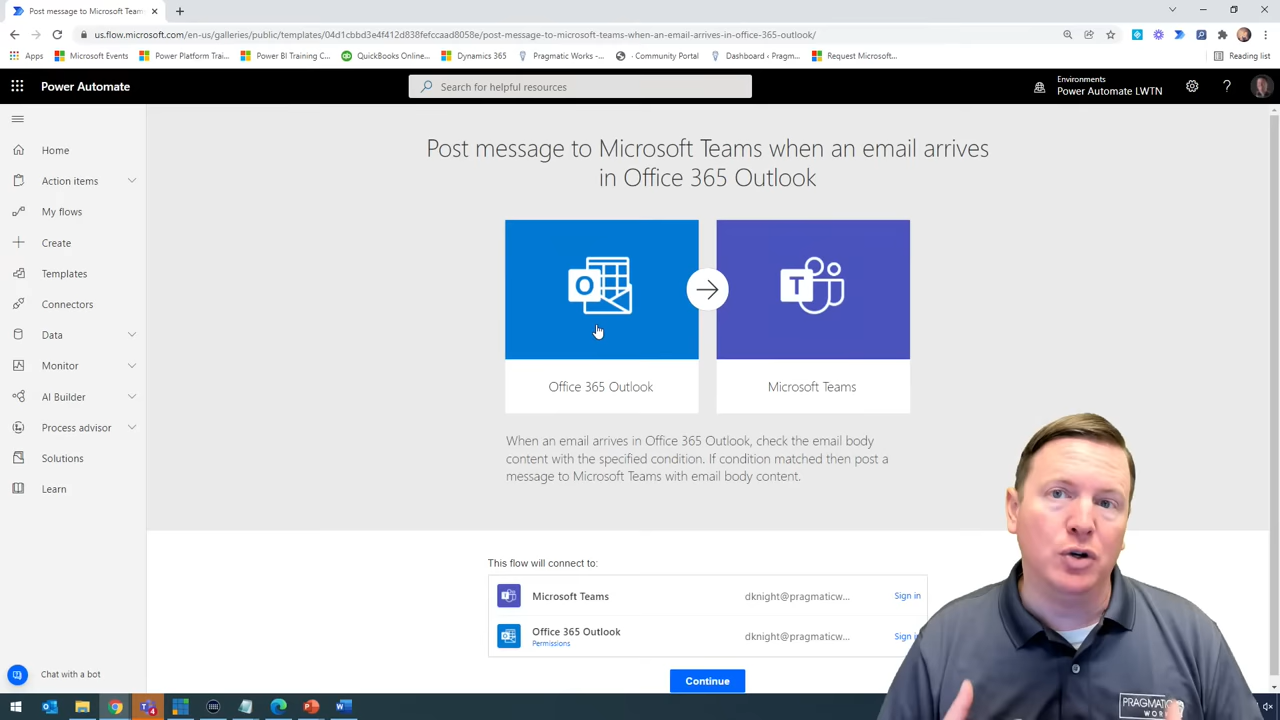 Post message to Microsoft Teams
us.flow.microsoft.com/en-us/galleries/public/templates/04d1cbbd3e4f412d838fefccaad8058e/post-message-to-microsoft-teams-when-an-email-arrives-in-office-365-outlook/
Apps
Microsoft Events
Power Platform Trai...
Power BI Training C...
QuickBooks Online...
Dynamics 365
Pragmatic Works -...
· Community Portal
Dashboard ‹ Pragm...
Request Microsoft...
Reading list
Power Automate
Search for helpful resources
Environments
Power Automate LWTN
?
Home
Action items
My flows
Create
Templates
Connectors
Data
Monitor
AI Builder
Process advisor
Solutions
Learn
Chat with a bot
Post message to Microsoft Teams when an email arrives
in Office 365 Outlook
O
T
Office 365 Outlook
Microsoft Teams
When an email arrives in Office 365 Outlook, check the email body
content with the specified condition. If condition matched then post a
message to Microsoft Teams with email body content.
This flow will connect to:
Microsoft Teams
dknight@pragmaticw...
Sign in
Office 365 Outlook
dknight@pragmaticw...
Permissions
Continue